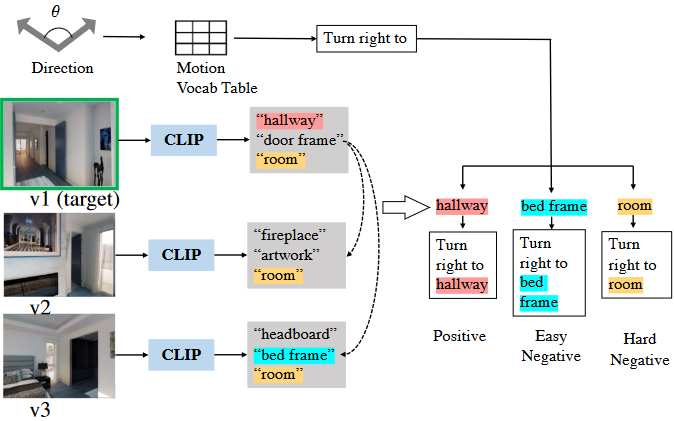 θ
Direction
Motion
Vocab Table
Turn right to
v1 (target)
CLIP
“hallway”
“door frame”
“room”
v2
CLIP
“fireplace”
“artwork”
“room”
v3
CLIP
“headboard”
“bed frame”
“room”
hallway
bed frame
room
Turn
right to
hallway
Turn
right to
bed
frame
Turn
right to
room
Positive
Easy
Negative
Hard
Negative